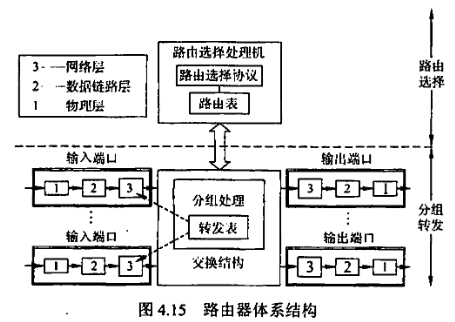 3——网络层
2——数据链路层
1 物理层
路由选择处理机
路由选择协议
路由表
路由选择
输入端口
1 2 3
输入端口
1 2 3
分组处理
转发表
交换结构
输出端口
3 2 1
输出端口
3 2 1
分组转发
图 4.15 路由器体系结构